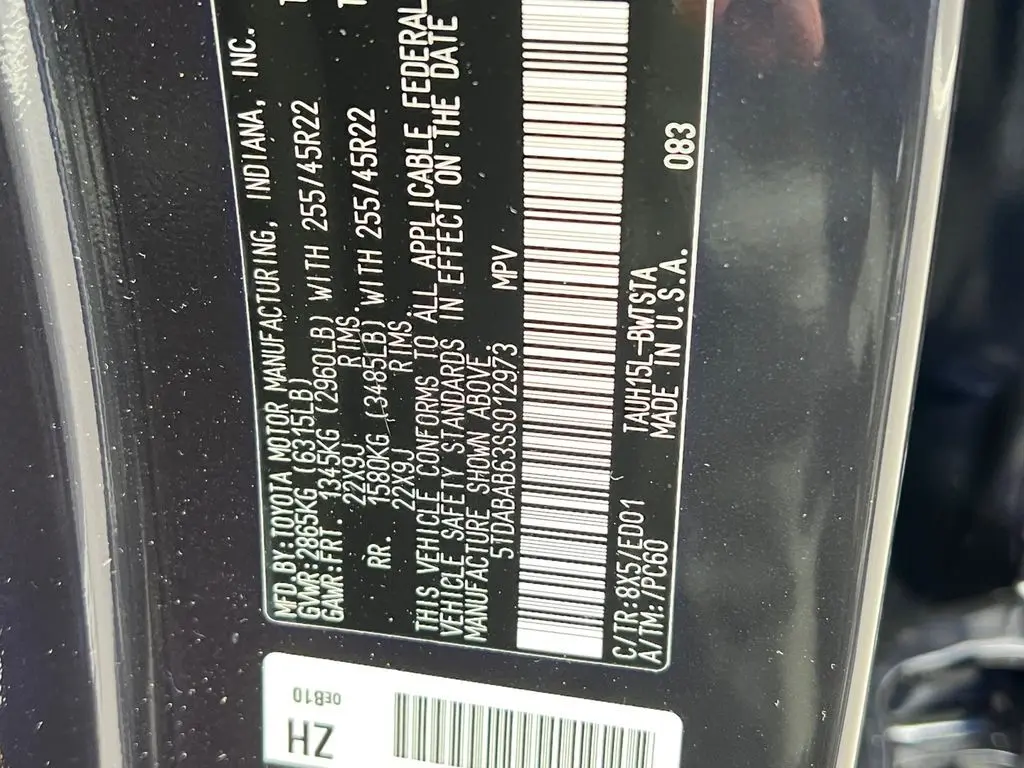 MFD.BY:TOYOTA MOTOR MANUFACTURING, INDIANA, INC.
GVWR:2865KG (6315LB)
GAWR:FRT. 1345KG (2960LB) WITH 255/45R22
22X9J RIMS.
RR. 1580KG (3485LB) WITH 255/45R22
22X9J RIMS
THIS VEHICLE CONFORMS TO ALL APPLICABLE FEDERAL
VEHICLE SAFETY STANDARDS IN EFFECT ON THE DATE
MANUFACTURE SHOWN ABOVE.
5TDABAB63SS012973 MPV
C/TR:8X5/ED01 TAUH15L-BWTSTA 083
A/TM:/PC60 MADE IN U.S.A.
0EB10
ZH